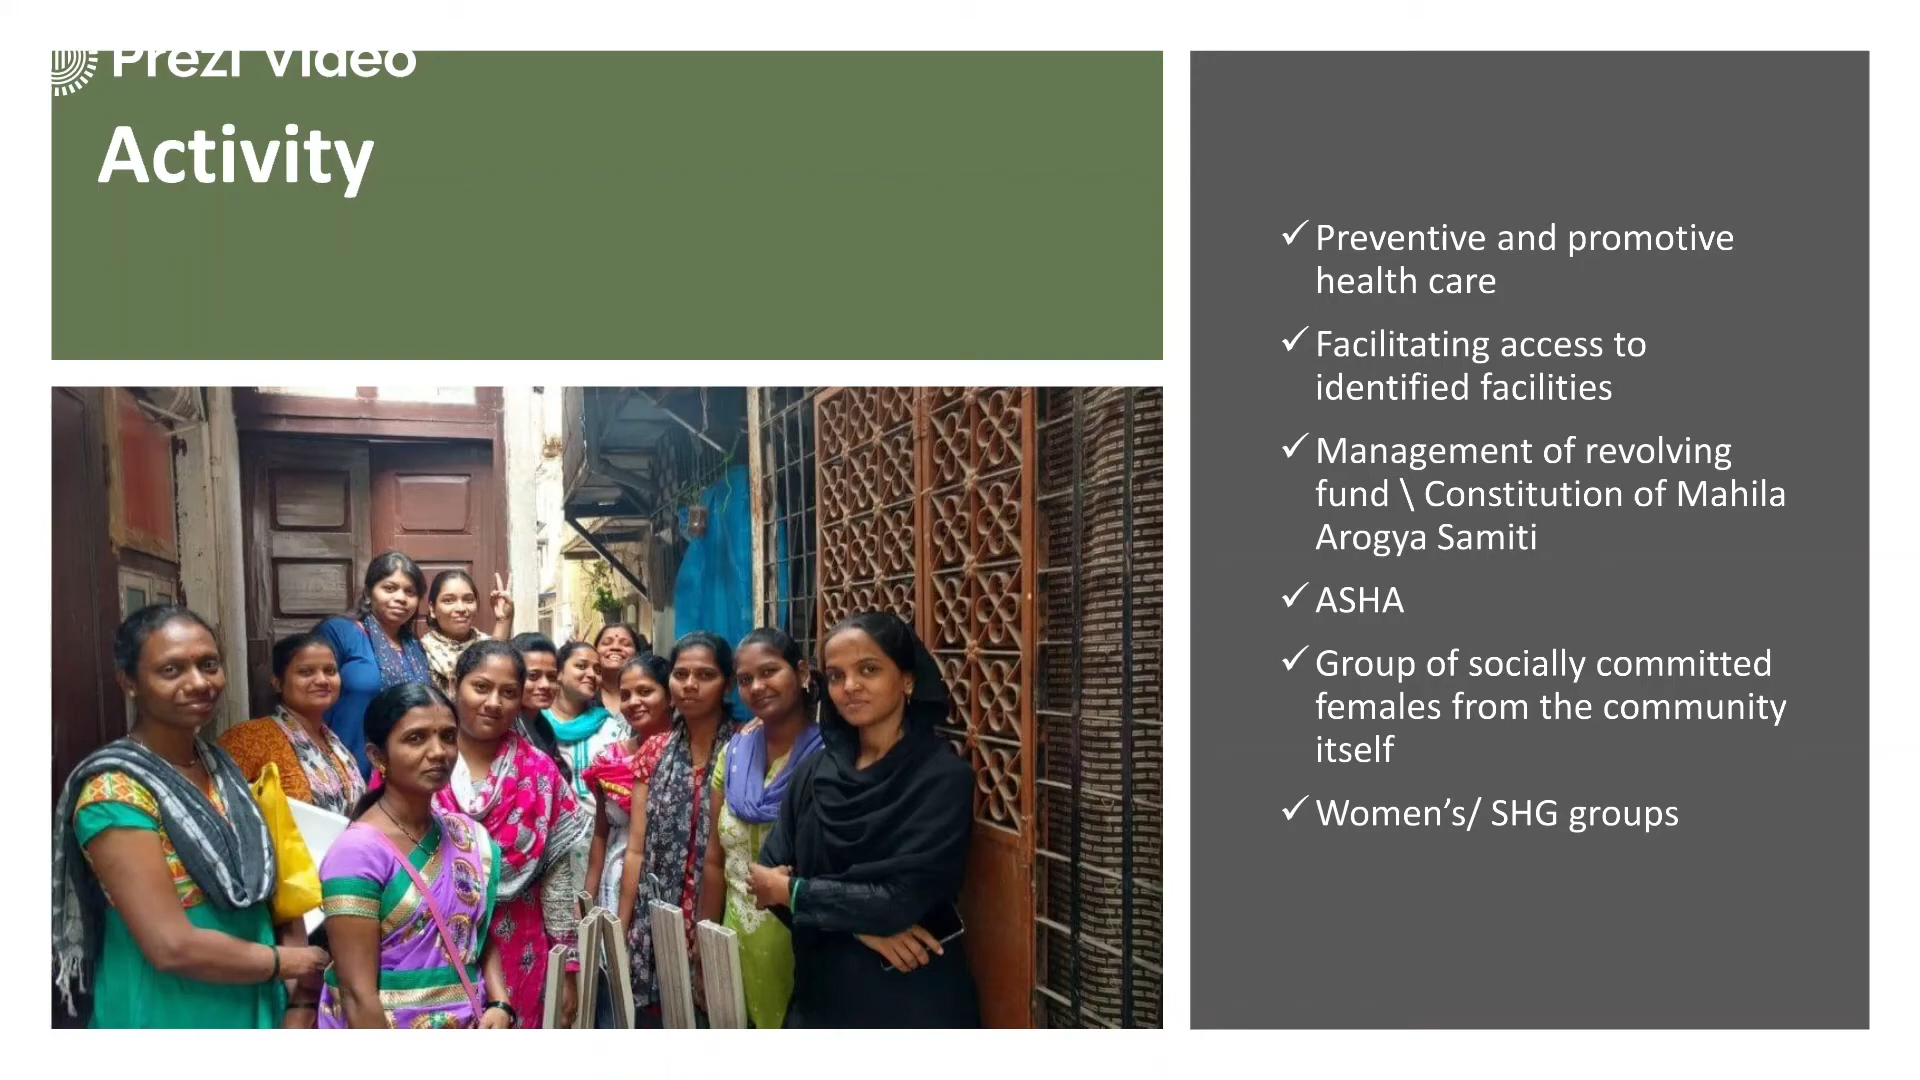 Prezi Video
Activity
✓ Preventive and promotive
health care
✓ Facilitating access to
identified facilities
✓ Management of revolving
fund \ Constitution of Mahila
Arogya Samiti
✓ ASHA
✓ Group of socially committed
females from the community
itself
✓ Women’s/ SHG groups